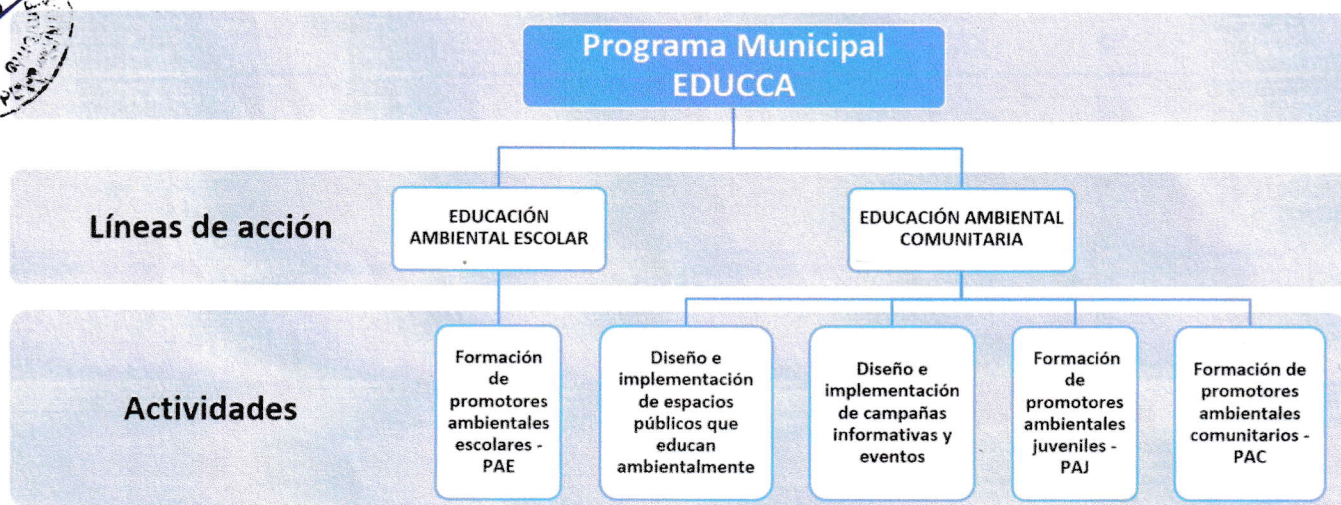 Programa Municipal
EDUCCA
Líneas de acción
EDUCACIÓN
AMBIENTAL ESCOLAR
EDUCACIÓN AMBIENTAL
COMUNITARIA
Actividades
Formación
de
promotores
ambientales
escolares -
PAE
Diseño e
implementación
de espacios
públicos que
educan
ambientalmente
Diseño e
implementación
de campañas
informativas y
eventos
Formación
de
promotores
ambientales
juveniles -
PAJ
Formación de
promotores
ambientales
comunitarios -
PAC